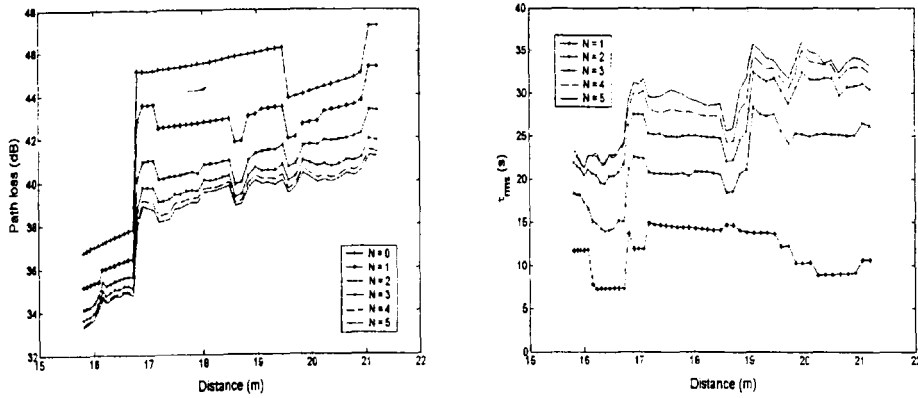 48
46
44
42
40
38
36
34
32
15
16
17
18
19
20
21
22
Path loss (dB)
Distance (m)
N = 0
N = 1
N = 2
N = 3
N = 4
N = 5
40
35
30
25
20
15
10
5
0
15
16
17
18
19
20
21
22
τrms (s)
Distance (m)
N = 1
N = 2
N = 3
N = 4
N = 5